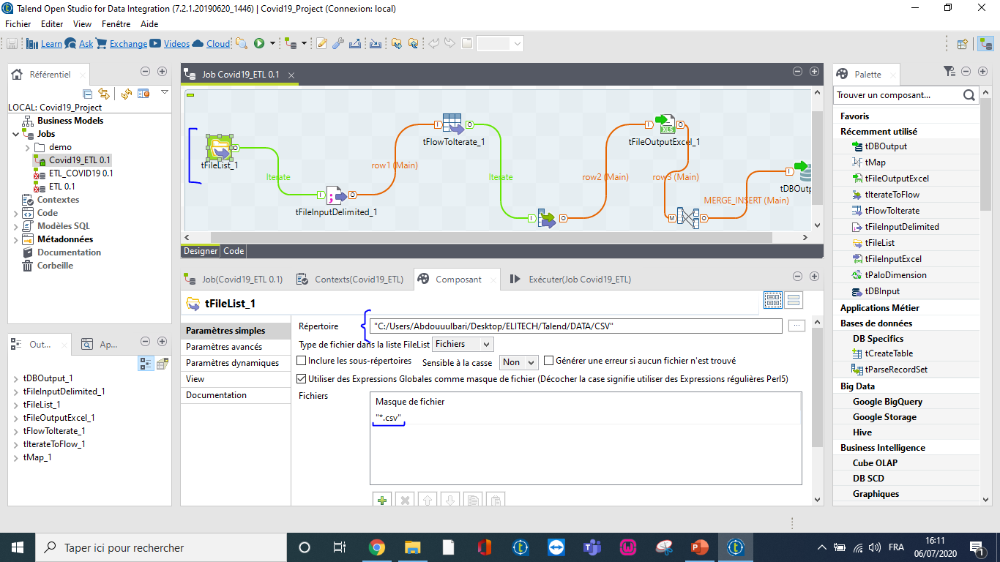 Talend Open Studio for Data Integration (7.2.1.20190620_1446) | Covid19_Project (Connexion: local)
Fichier Editer View Fenêtre Aide
Learn Ask Exchange Videos Cloud
Référentiel
LOCAL: Covid19_Project
Business Models
Jobs
demo
Covid19_ETL 0.1
ETL_COVID19 0.1
ETL 0.1
Contextes
Code
Modèles SQL
Métadonnées
Documentation
Corbeille
Out... Ap...
tDBOutput_1
tFileInputDelimited_1
tFileList_1
tFileOutputExcel_1
tFlowToIterate_1
tIterateToFlow_1
tMap_1
Job Covid19_ETL 0.1
tFileList_1
Iterate
tFileInputDelimited_1
row1 (Main)
tFlowToIterate_1
Iterate
row2 (Main)
tFileOutputExcel_1
XLS
row3 (Main)
MERGE_INSERT (Main)
tDBOutp
Designer Code
Job(Covid19_ETL 0.1) Contexts(Covid19_ETL) Composant Exécuter(Job Covid19_ETL)
tFileList_1
Paramètres simples
Paramètres avancés
Paramètres dynamiques
View
Documentation
Répertoire "C:/Users/Abdouuulbari/Desktop/ELITECH/Talend/DATA/CSV" ...
Type de fichier dans la liste FileList Fichiers
Inclure les sous-répertoires Sensible à la casse Non Générer une erreur si aucun fichier n'est trouvé
Utiliser des Expressions Globales comme masque de fichier (Décocher la case signifie utiliser des Expressions régulières Perl5)
Fichiers
Masque de fichier
"*.csv"
Palette
Trouver un composant...
Favoris
Récemment utilisé
tDBOutput
tMap
tFileOutputExcel
tIterateToFlow
tFlowToIterate
tFileInputDelimited
tFileList
tFileInputExcel
tPaloDimension
tDBInput
Applications Métier
Bases de données
DB Specifics
tCreateTable
tParseRecordSet
Big Data
Google BigQuery
Google Storage
Hive
Business Intelligence
Cube OLAP
DB SCD
Graphiques
Taper ici pour rechercher
FRA
16:11
06/07/2020
1